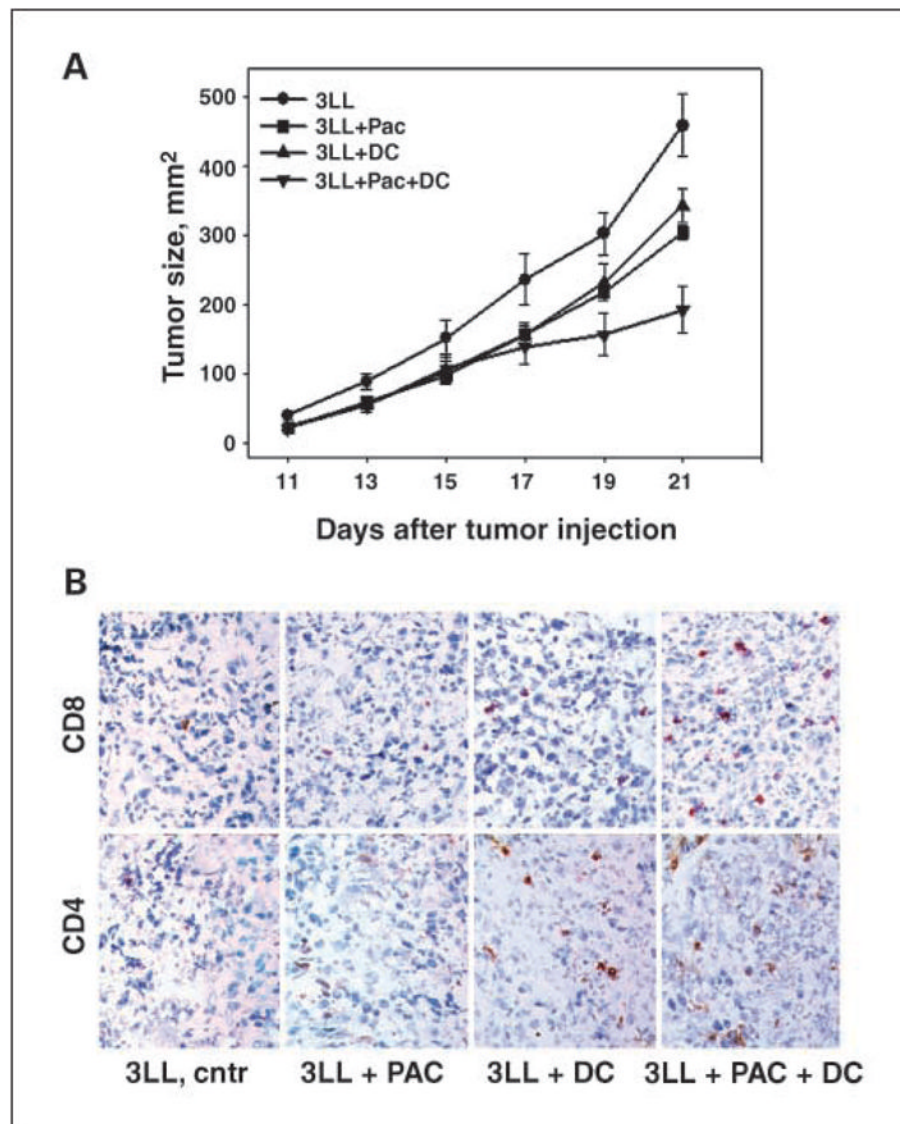 A
Tumor size, mm²
500
400
300
200
100
0
3LL
3LL+Pac
3LL+DC
3LL+Pac+DC
11 13 15 17 19 21
Days after tumor injection
B
CD8
CD4
3LL, cntr 3LL + PAC 3LL + DC 3LL + PAC + DC